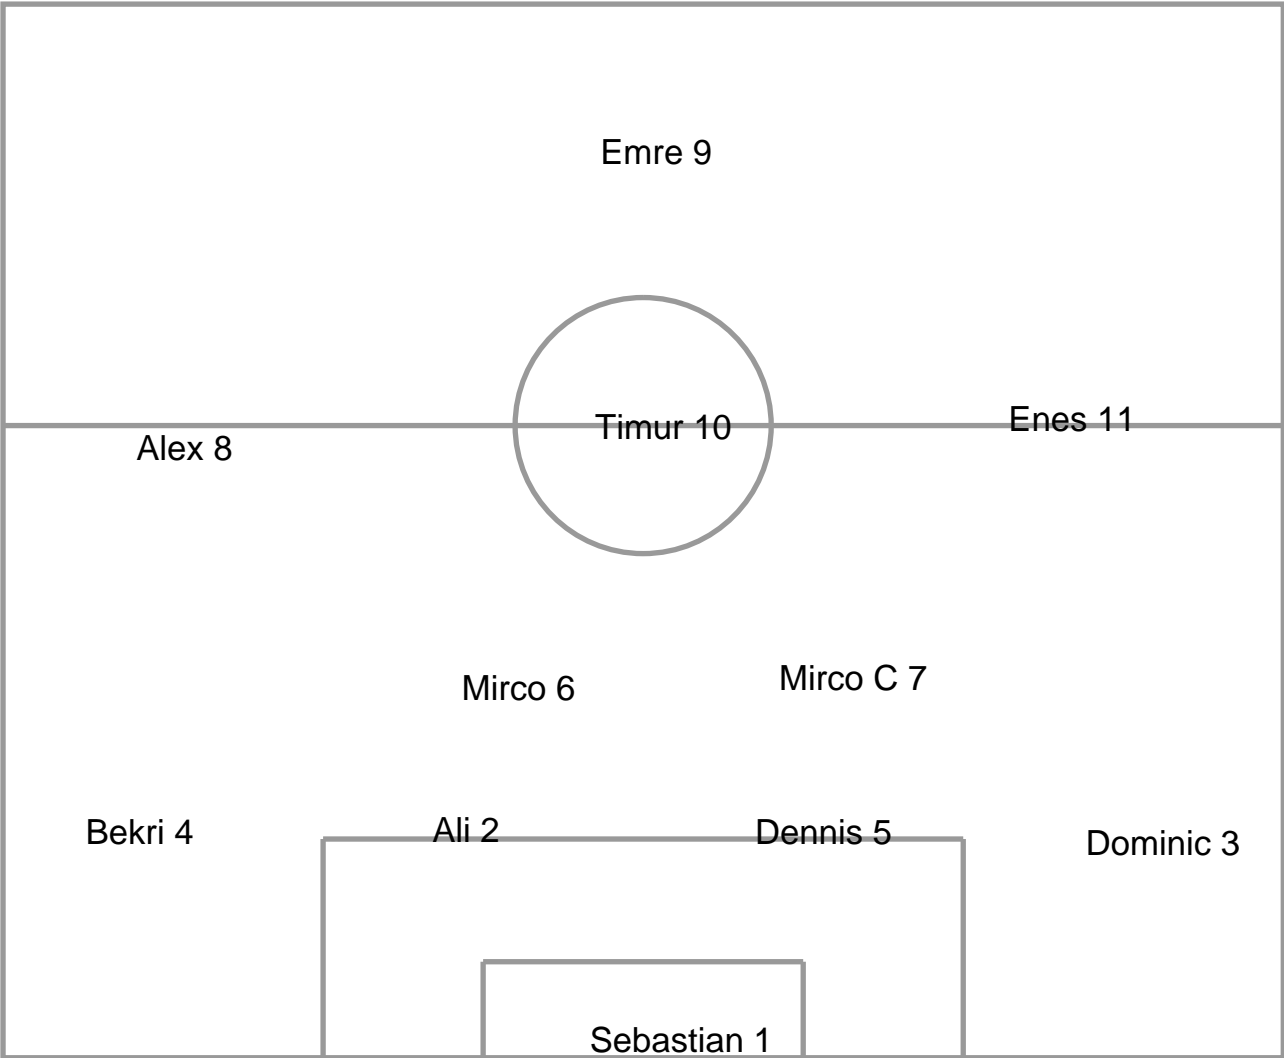 Emre 9
Timur 10
Enes 11
Alex 8
Mirco 6
Mirco C 7
Bekri 4
Ali 2
Dennis 5
Dominic 3
Sebastian 1